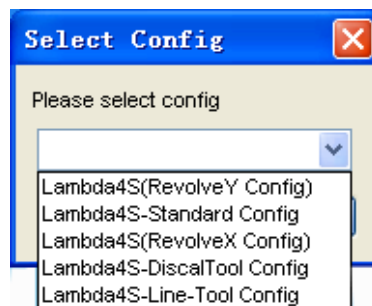 Select Config
Please select config
Lambda4S(RevolveY Config)
Lambda4S-Standard Config
Lambda4S(RevolveX Config)
Lambda4S-DiscalTool Config
Lambda4S-Line-Tool Config